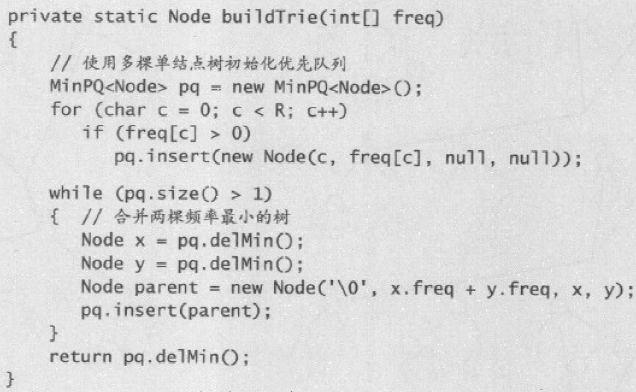 private static Node buildTrie(int[] freq)
{
// 使用多棵单结点树初始化优先队列
MinPQ<Node> pq = new MinPQ<Node>();
for (char c = 0; c < R; c++)
if (freq[c] > 0)
pq.insert(new Node(c, freq[c], null, null));
while (pq.size() > 1)
{ // 合并两棵频率最小的树
Node x = pq.delMin();
Node y = pq.delMin();
Node parent = new Node('\0', x.freq + y.freq, x, y);
pq.insert(parent);
}
return pq.delMin();
}